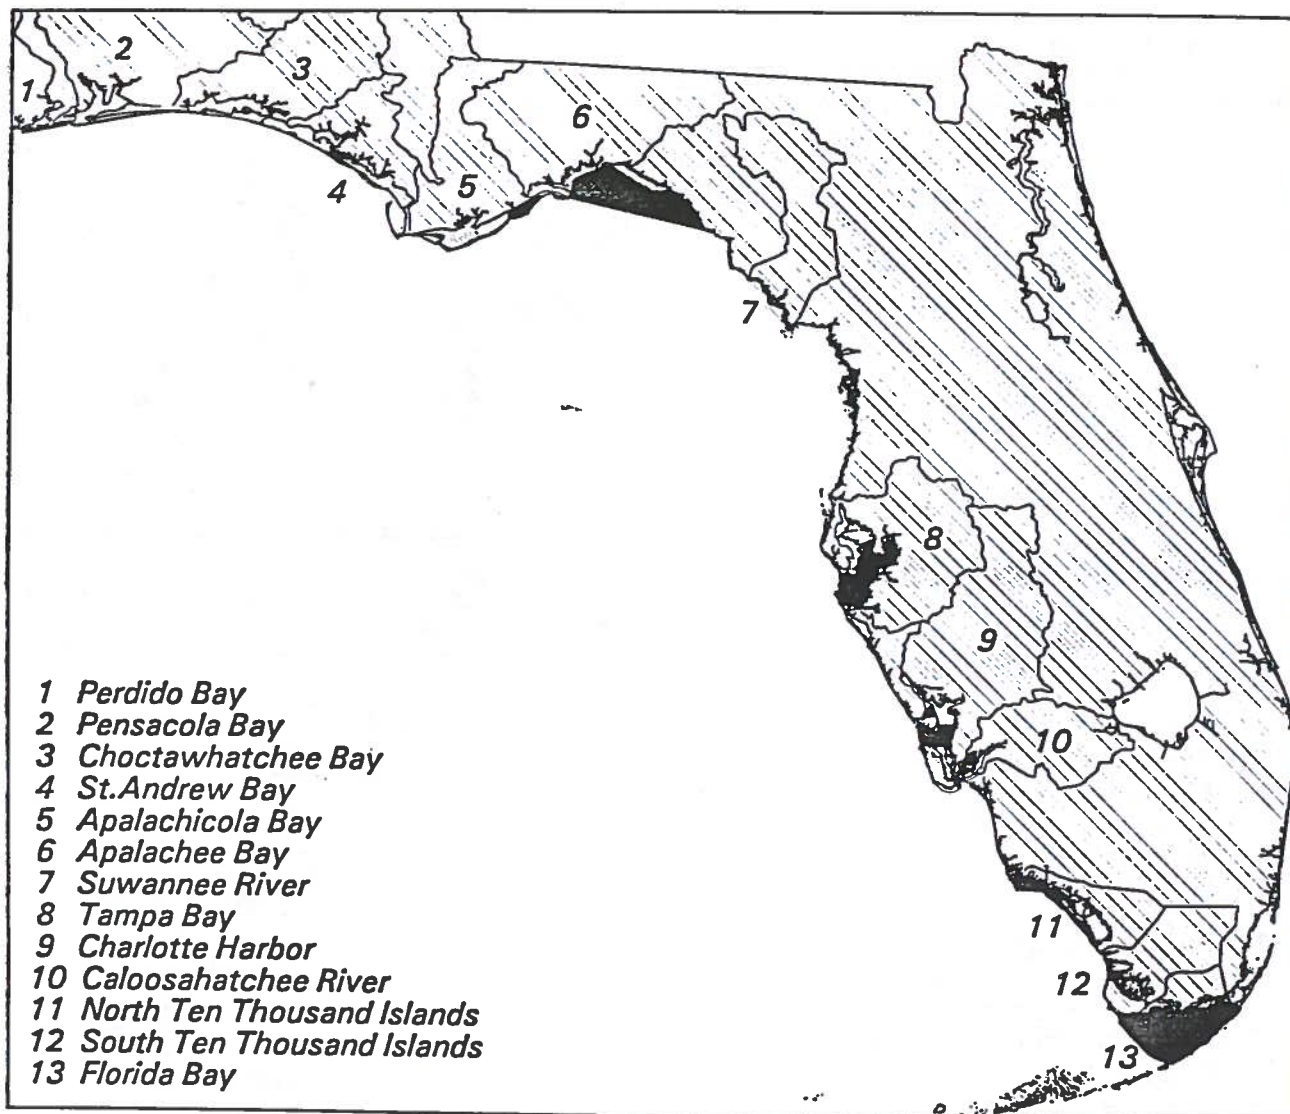 2
3
1
6
4
5
7
8
9
10
11
12
13
1 Perdido Bay
2 Pensacola Bay
3 Choctawhatchee Bay
4 St.Andrew Bay
5 Apalachicola Bay
6 Apalachee Bay
7 Suwannee River
8 Tampa Bay
9 Charlotte Harbor
10 Caloosahatchee River
11 North Ten Thousand Islands
12 South Ten Thousand Islands
13 Florida Bay